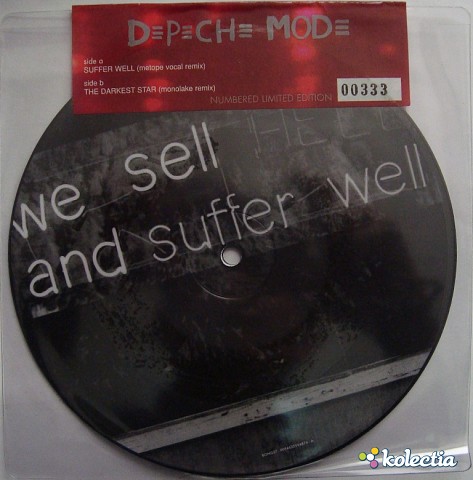 DEPECHE MODE
side a
SUFFER WELL (metope vocal remix)
side b
THE DARKEST STAR (monolake remix)
NUMBERED LIMITED EDITION 00333
HELL
we sell
and suffer well
kolectia